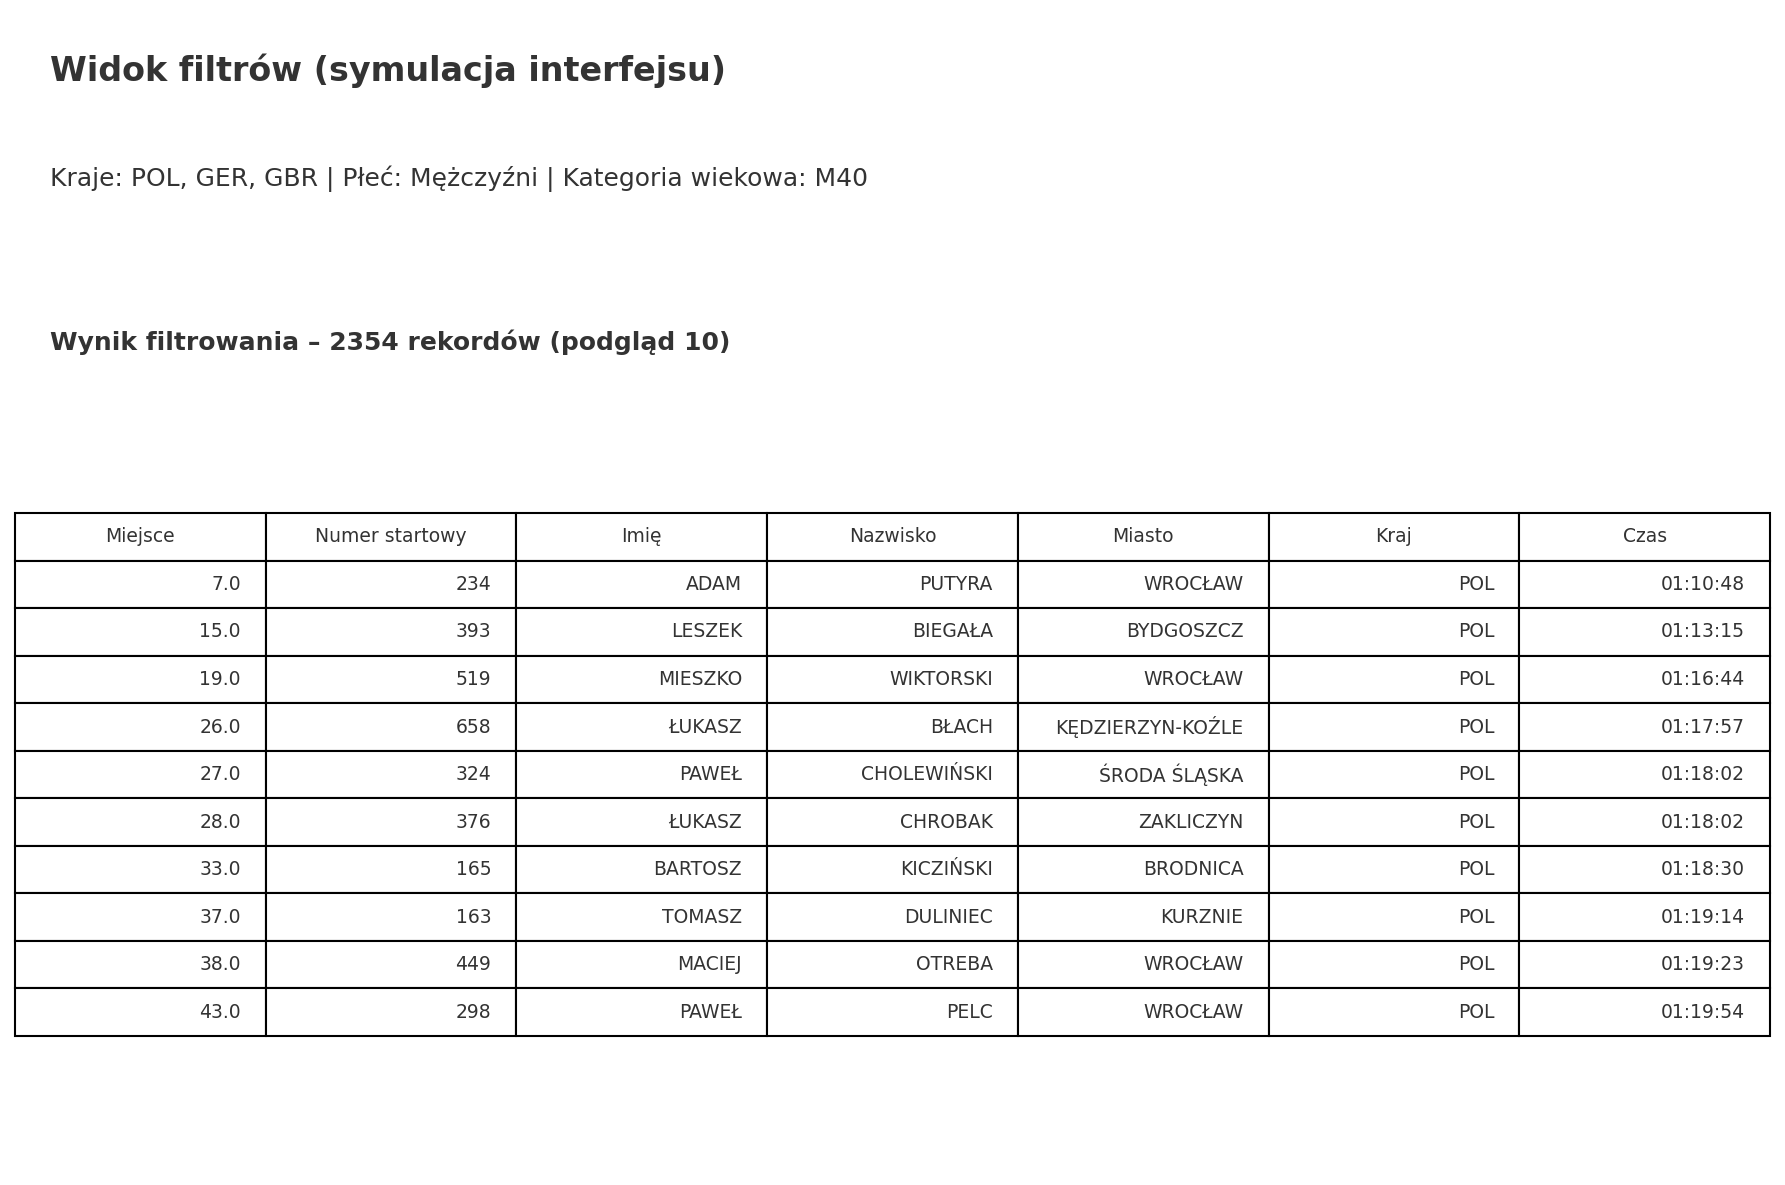 Widok filtrów (symulacja interfejsu)
Kraje: POL, GER, GBR | Płeć: Mężczyźni | Kategoria wiekowa: M40
Wynik filtrowania – 2354 rekordów (podgląd 10)
Miejsce Numer startowy Imię Nazwisko Miasto Kraj Czas
7.0 234 ADAM PUTYRA WROCŁAW POL 01:10:48
15.0 393 LESZEK BIEGAŁA BYDGOSZCZ POL 01:13:15
19.0 519 MIESZKO WIKTORSKI WROCŁAW POL 01:16:44
26.0 658 ŁUKASZ BŁACH KĘDZIERZYN-KOŹLE POL 01:17:57
27.0 324 PAWEŁ CHOLEWIŃSKI ŚRODA ŚLĄSKA POL 01:18:02
28.0 376 ŁUKASZ CHROBAK ZAKLICZYN POL 01:18:02
33.0 165 BARTOSZ KICZIŃSKI BRODNICA POL 01:18:30
37.0 163 TOMASZ DULINIEC KURZNIE POL 01:19:14
38.0 449 MACIEJ OTREBA WROCŁAW POL 01:19:23
43.0 298 PAWEŁ PELC WROCŁAW POL 01:19:54